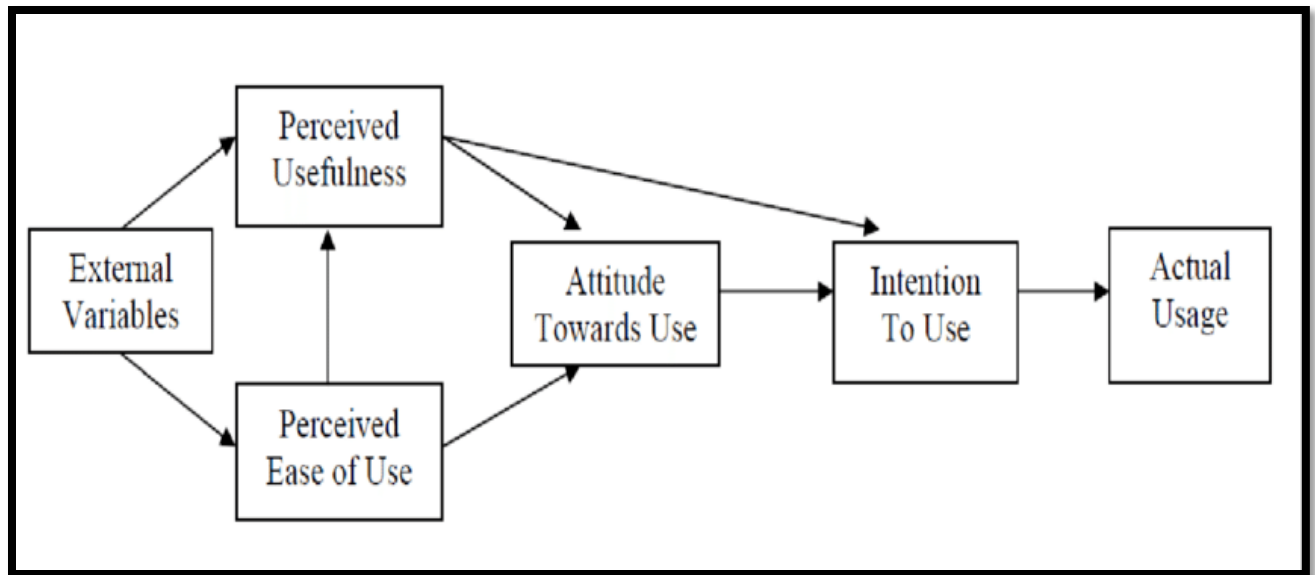 Perceived
Usefulness
External
Variables
Attitude
Towards Use
Intention
To Use
Actual
Usage
Perceived
Ease of Use